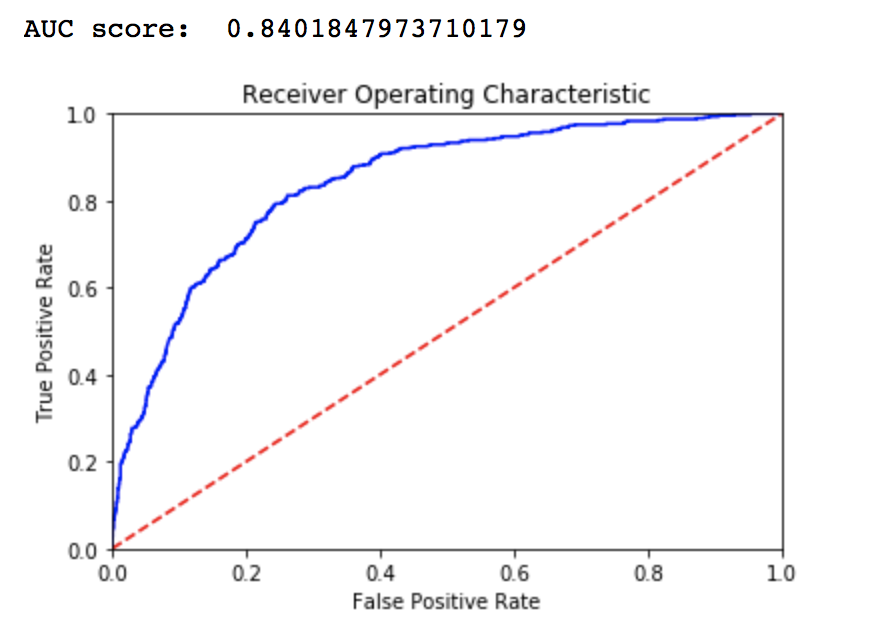 AUC score:  0.8401847973710179
Receiver Operating Characteristic
True Positive Rate
1.0
0.8
0.6
0.4
0.2
0.0
0.0 0.2 0.4 0.6 0.8 1.0
False Positive Rate